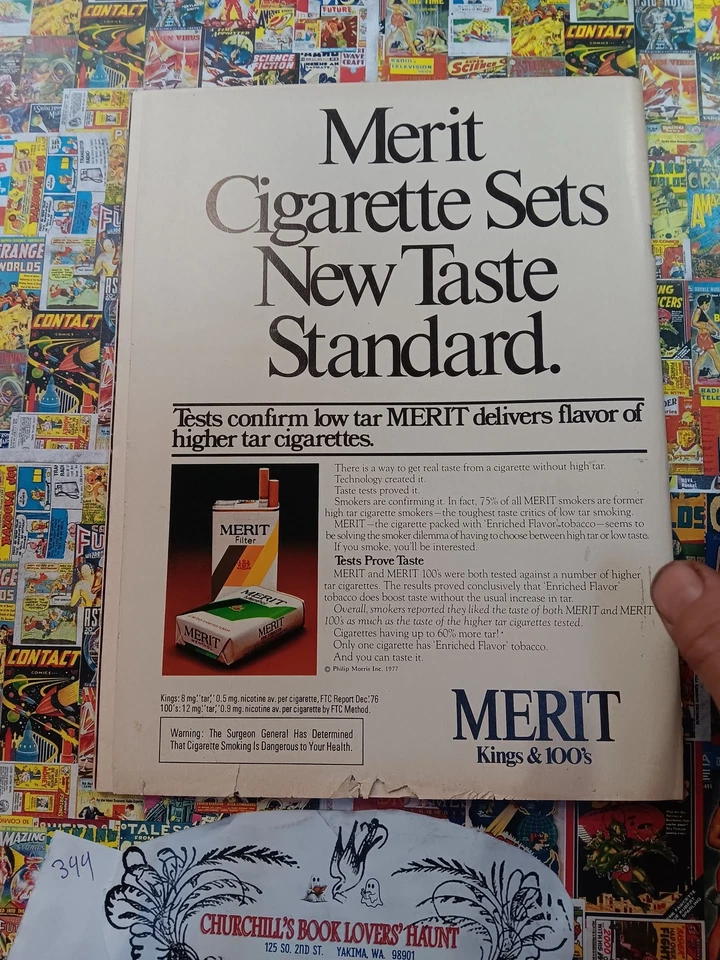 CONTACT
CONTACT
SCIENCE
FICTION
Merit
Cigarette Sets
New Taste
Standard.
Tests confirm low tar MERIT delivers flavor of
higher tar cigarettes.
There is a way to get real taste from a cigarette without high tar.
Technology created it.
Taste tests proved it.
Smokers are confirming it. In fact, 75% of all MERIT smokers are former
high tar cigarette smokers—the toughest taste critics of low tar smoking.
MERIT—the cigarette packed with 'Enriched Flavor'™ tobacco—seems to
be solving the smoker dilemma of having to choose between high tar or low taste.
If you smoke, you'll be interested.
Tests Prove Taste
MERIT and MERIT 100's were both tested against a number of higher
tar cigarettes. The results proved conclusively that 'Enriched Flavor'
tobacco does boost taste without the usual increase in tar.
Overall, smokers reported they liked the taste of both MERIT and MERIT
100's as much as the taste of the higher tar cigarettes tested.
Cigarettes having up to 60% more tar!
Only one cigarette has 'Enriched Flavor' tobacco.
And you can taste it.
© Philip Morris Inc. 1977
MERIT
Filter
MERIT
MERIT
MERIT
Kings: 8 mg. "tar," 0.5 mg. nicotine av. per cigarette, FTC Report Dec.'76
100's: 12 mg. "tar," 0.9 mg. nicotine av. per cigarette by FTC Method.
Warning: The Surgeon General Has Determined
That Cigarette Smoking Is Dangerous to Your Health.
MERIT
Kings & 100's
CONTACT
CONTACT
344
CHURCHILL'S BOOK LOVERS' HAUNT
125 SO. 2ND ST. YAKIMA, WA. 98901